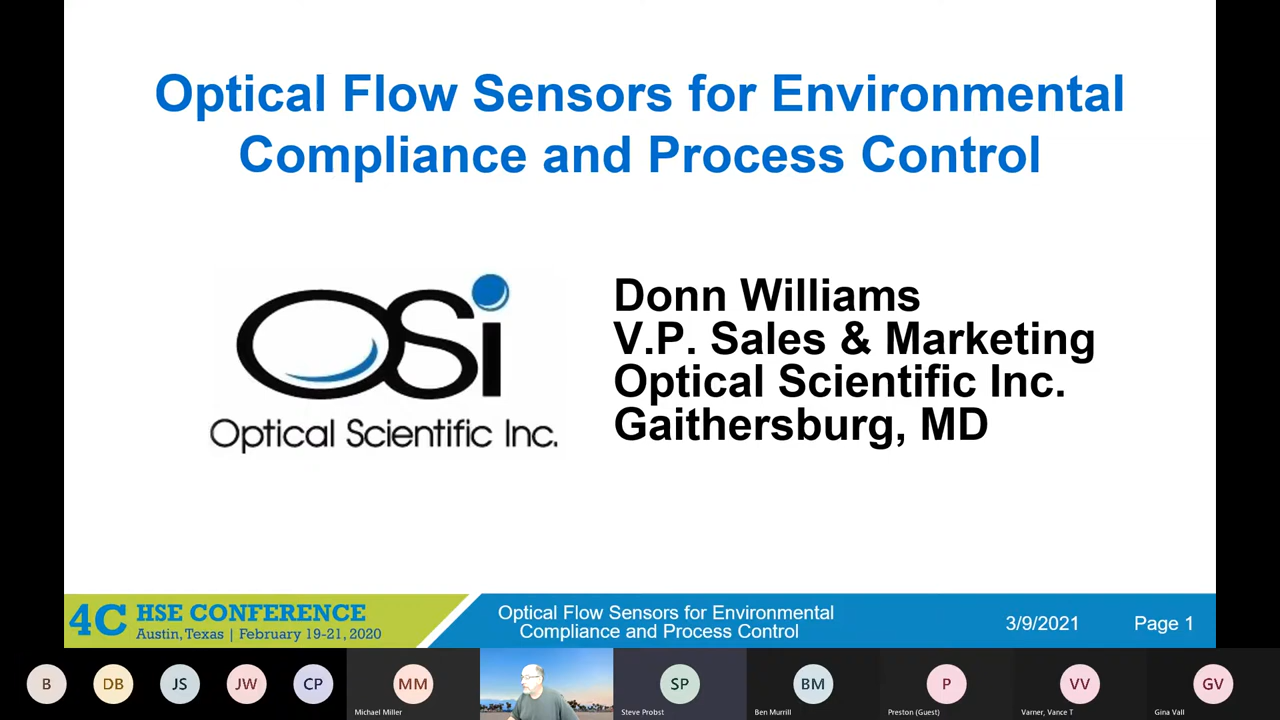 Optical Flow Sensors for Environmental
Compliance and Process Control
OSi
Optical Scientific Inc.
Donn Williams
V.P. Sales & Marketing
Optical Scientific Inc.
Gaithersburg, MD
4C HSE CONFERENCE
Austin, Texas | February 19-21, 2020
Optical Flow Sensors for Environmental
Compliance and Process Control
3/9/2021
Page 1
B
DB
JS
JW
CP
MM
Michael Miller
SP
Steve Probst
BM
Ben Murrill
P
Preston (Guest)
VV
Varner, Vance T
GV
Gina Vall